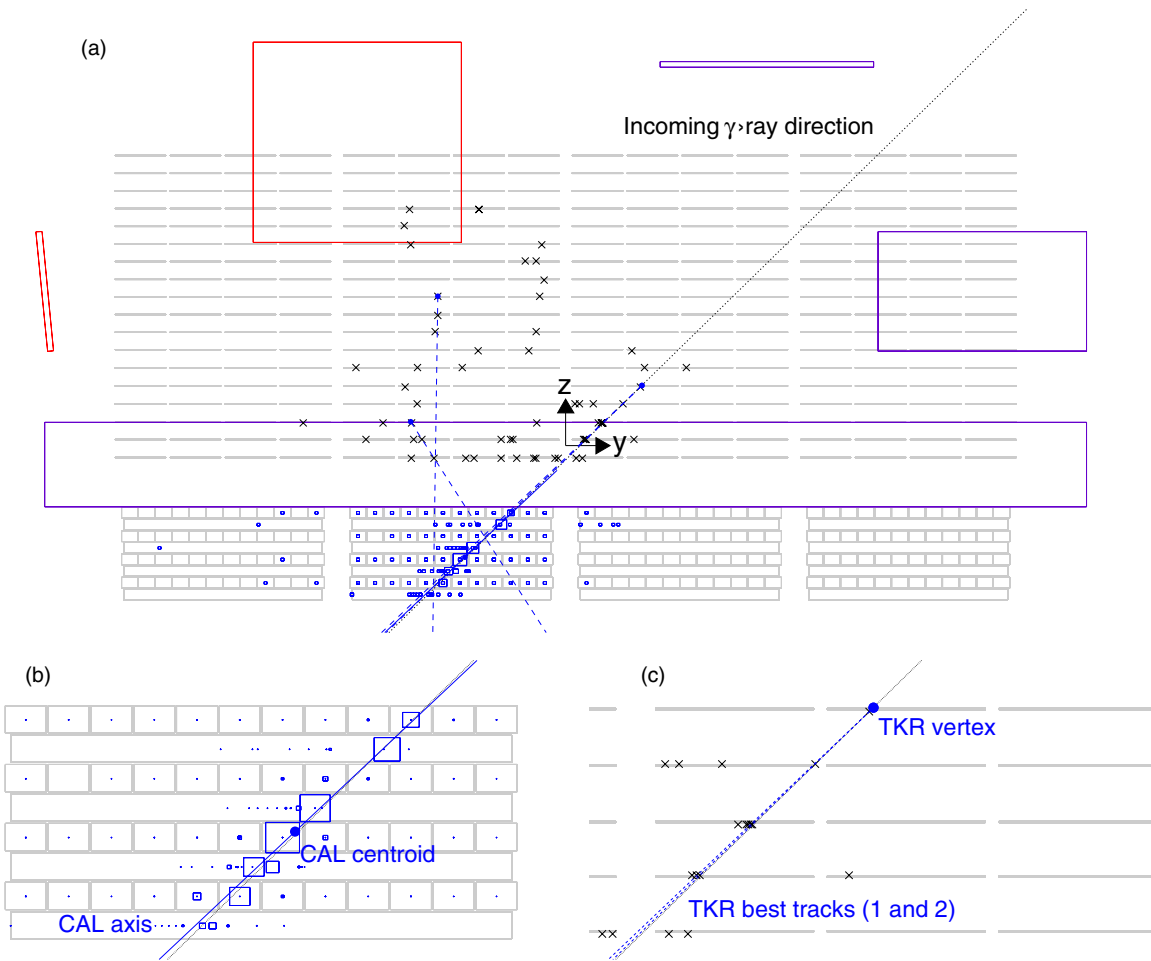 (a)
Incoming γ›ray direction
z
y
(b)
(c)
TKR vertex
CAL centroid
CAL axis
TKR best tracks (1 and 2)